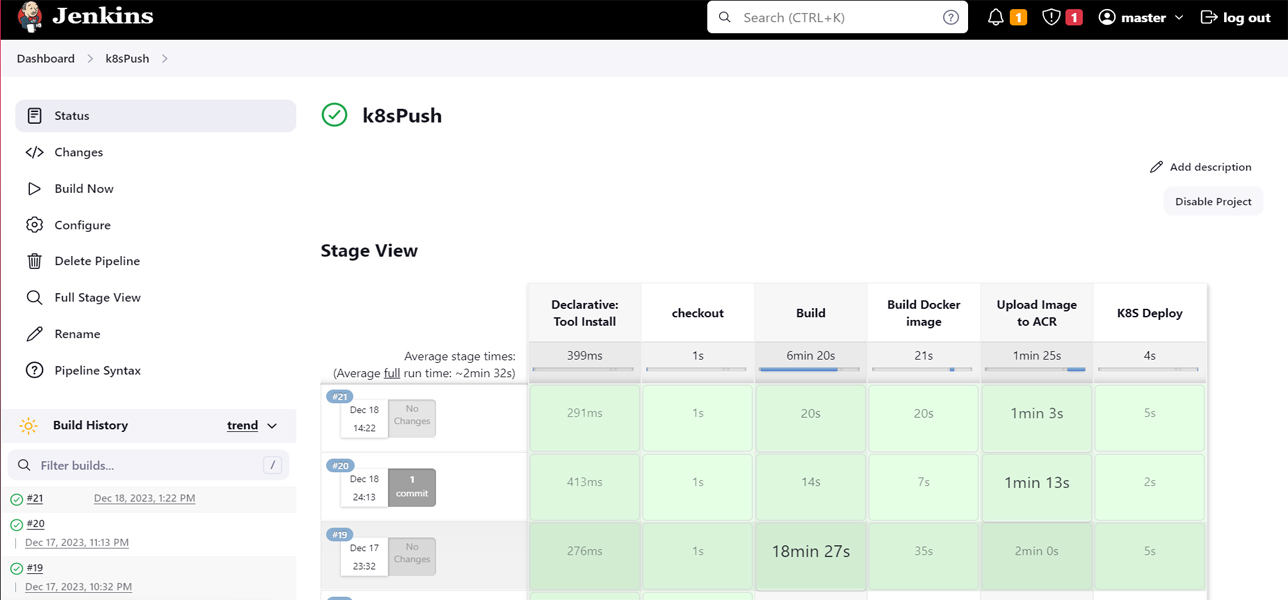 Jenkins
Search (CTRL+K)
?
1
1
master
log out
Dashboard
k8sPush
Status
Changes
Build Now
Configure
Delete Pipeline
Full Stage View
Rename
Pipeline Syntax
Build History
trend
Filter builds...
/
#21
Dec 18, 2023, 1:22 PM
#20
Dec 17, 2023, 11:13 PM
#19
Dec 17, 2023, 10:32 PM
k8sPush
Add description
Disable Project
Stage View
Declarative:
Tool Install
checkout
Build
Build Docker
image
Upload Image
to ACR
K8S Deploy
Average stage times:
(Average full run time: ~2min 32s)
399ms
1s
6min 20s
21s
1min 25s
4s
#21
Dec 18
14:22
No
Changes
291ms
1s
20s
20s
1min 3s
5s
#20
Dec 18
24:13
1
commit
413ms
1s
14s
7s
1min 13s
2s
#19
Dec 17
23:32
No
Changes
276ms
1s
18min 27s
35s
2min 0s
5s